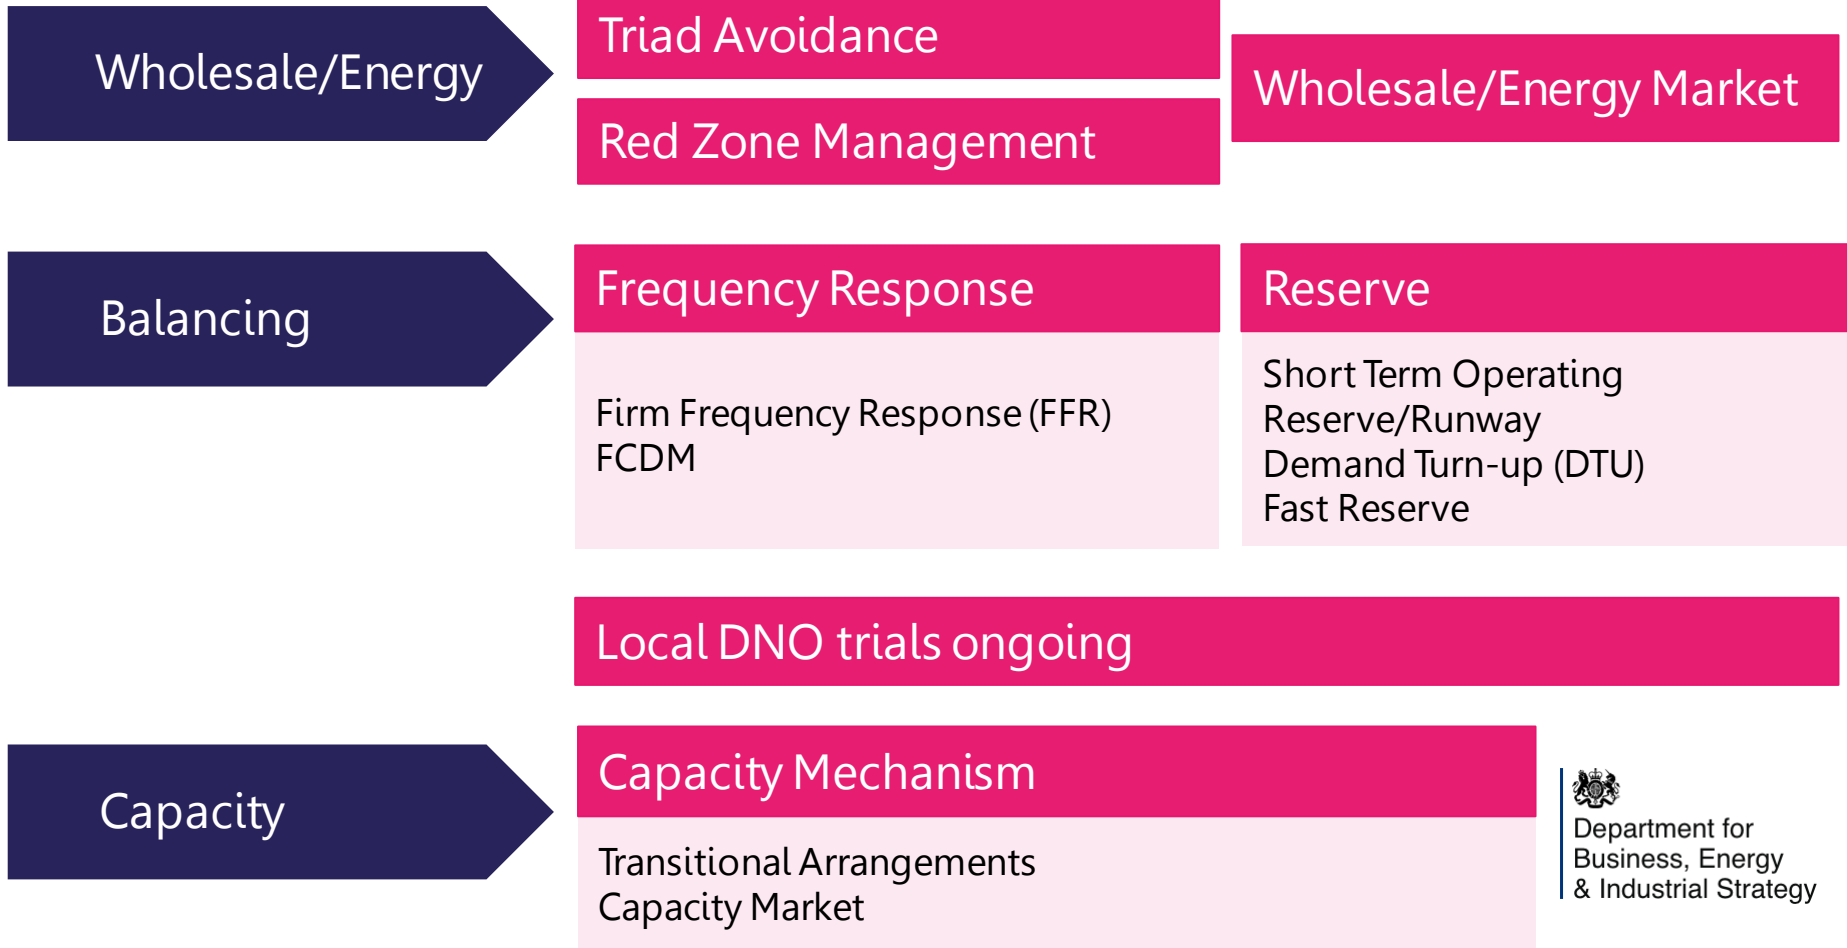 Wholesale/Energy
Triad Avoidance
Red Zone Management
Wholesale/Energy Market
Balancing
Frequency Response
Firm Frequency Response (FFR)
FCDM
Reserve
Short Term Operating
Reserve/Runway
Demand Turn-up (DTU)
Fast Reserve
Local DNO trials ongoing
Capacity
Capacity Mechanism
Transitional Arrangements
Capacity Market
Department for
Business, Energy
& Industrial Strategy